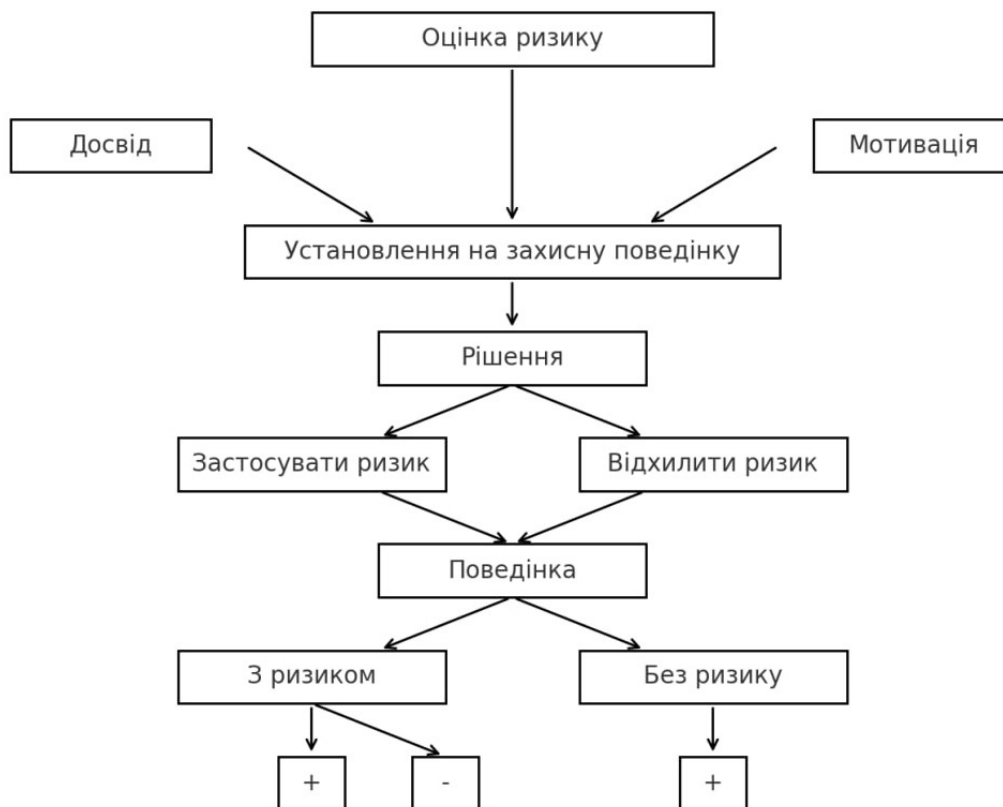 Оцінка ризику
Досвід
Мотивація
Установлення на захисну поведінку
Рішення
Застосувати ризик
Відхилити ризик
Поведінка
З ризиком
Без ризику
+
-
+